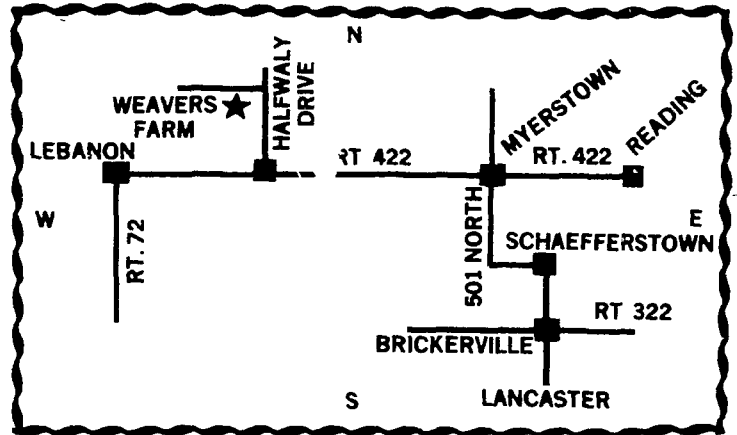 N
HALFWALY
DRIVE
WEAVERS
FARM
MYERSTOWN
READING
LEBANON
RT 422
RT. 422
W
E
RT. 72
501 NORTH
SCHAEFFERSTOWN
RT 322
BRICKERVILLE
S
LANCASTER